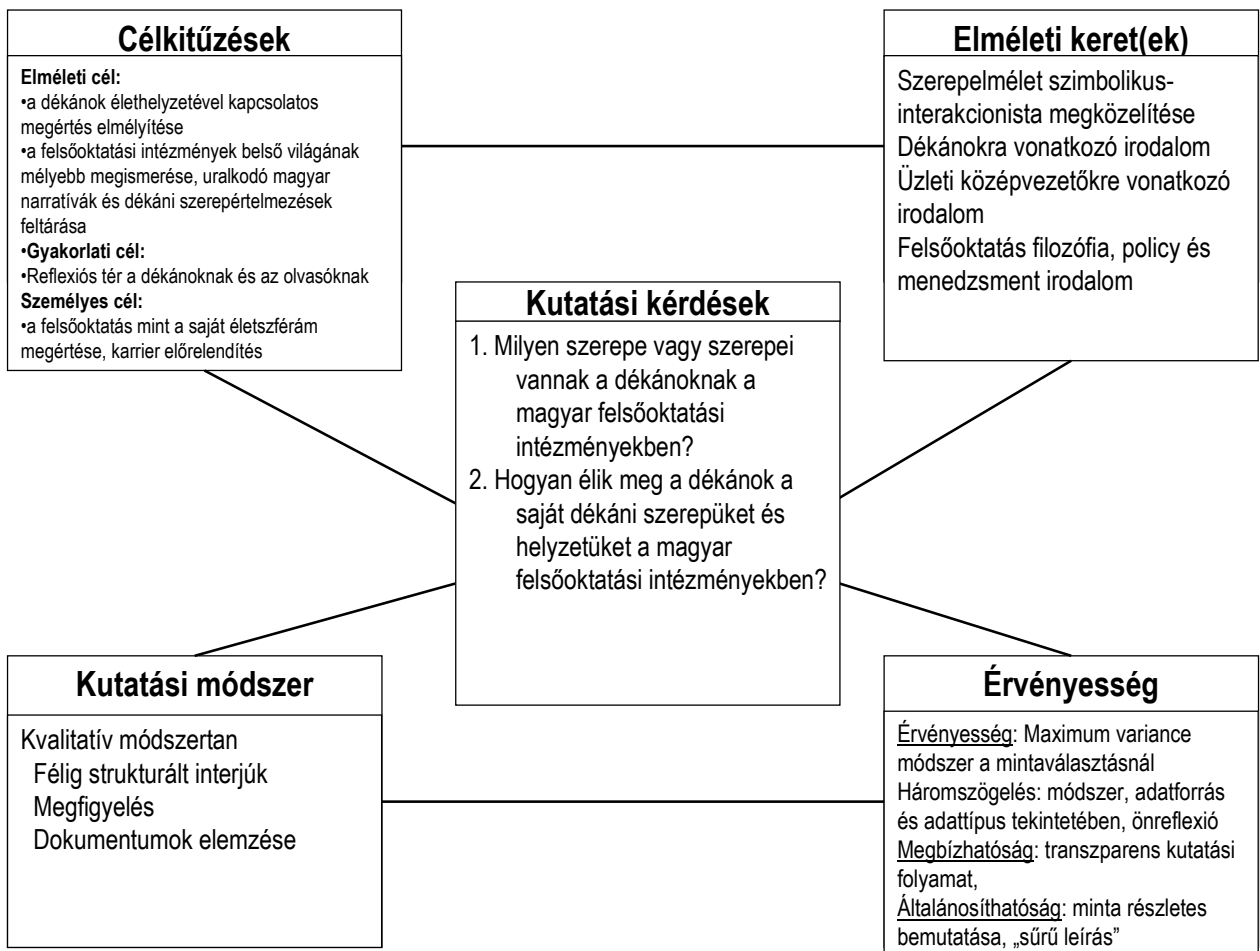 Célkitűzések
Elméleti cél:
•a dékánok élethelyzetével kapcsolatos
megértés elmélyítése
•a felsőoktatási intézmények belső világának
mélyebb megismerése, uralkodó magyar
narratívák és dékáni szerepértelmezések
feltárása
•Gyakorlati cél:
•Reflexiós tér a dékánoknak és az olvasóknak
Személyes cél:
•a felsőoktatás mint a saját életszférám
megértése, karrier előrelendítés
Elméleti keret(ek)
Szerepelmélet szimbolikus-
interakcionista megközelítése
Dékánokra vonatkozó irodalom
Üzleti középvezetőkre vonatkozó
irodalom
Felsőoktatás filozófia, policy és
menedzsment irodalom
Kutatási kérdések
1. Milyen szerepe vagy szerepei
vannak a dékánoknak a
magyar felsőoktatási
intézményekben?
2. Hogyan élik meg a dékánok a
saját dékáni szerepüket és
helyzetüket a magyar
felsőoktatási intézményekben?
Kutatási módszer
Kvalitatív módszertan
Félig strukturált interjúk
Megfigyelés
Dokumentumok elemzése
Érvényesség
Érvényesség: Maximum variance
módszer a mintaválasztásnál
Háromszögelés: módszer, adatforrás
és adattípus tekintetében, önreflexió
Megbízhatóság: transzparens kutatási
folyamat,
Általánosíthatóság: minta részletes
bemutatása, „sűrű leírás”